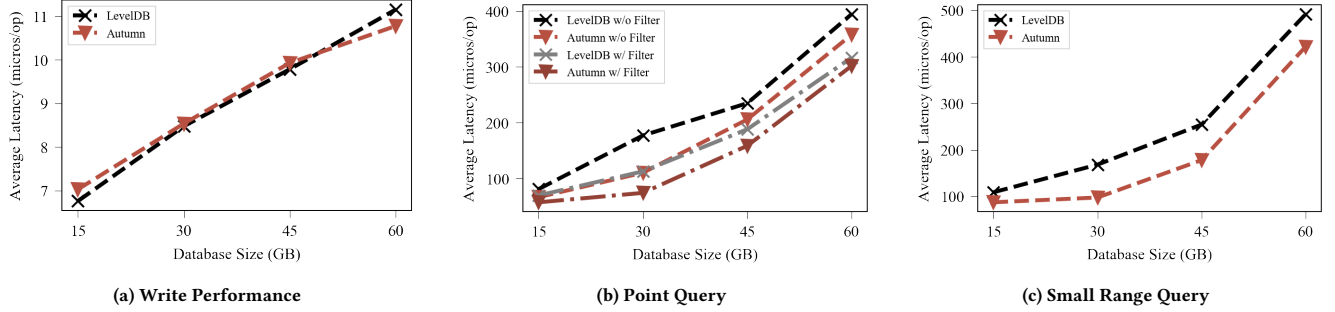 11
10
9
8
7
Average Latency (micros/op)
LevelDB
Autumn
15 30 45 60
Database Size (GB)
(a) Write Performance
400
300
200
100
Average Latency (micros/op)
LevelDB w/o Filter
Autumn w/o Filter
LevelDB w/ Filter
Autumn w/ Filter
15 30 45 60
Database Size (GB)
(b) Point Query
500
400
300
200
100
Average Latency (micros/op)
LevelDB
Autumn
15 30 45 60
Database Size (GB)
(c) Small Range Query